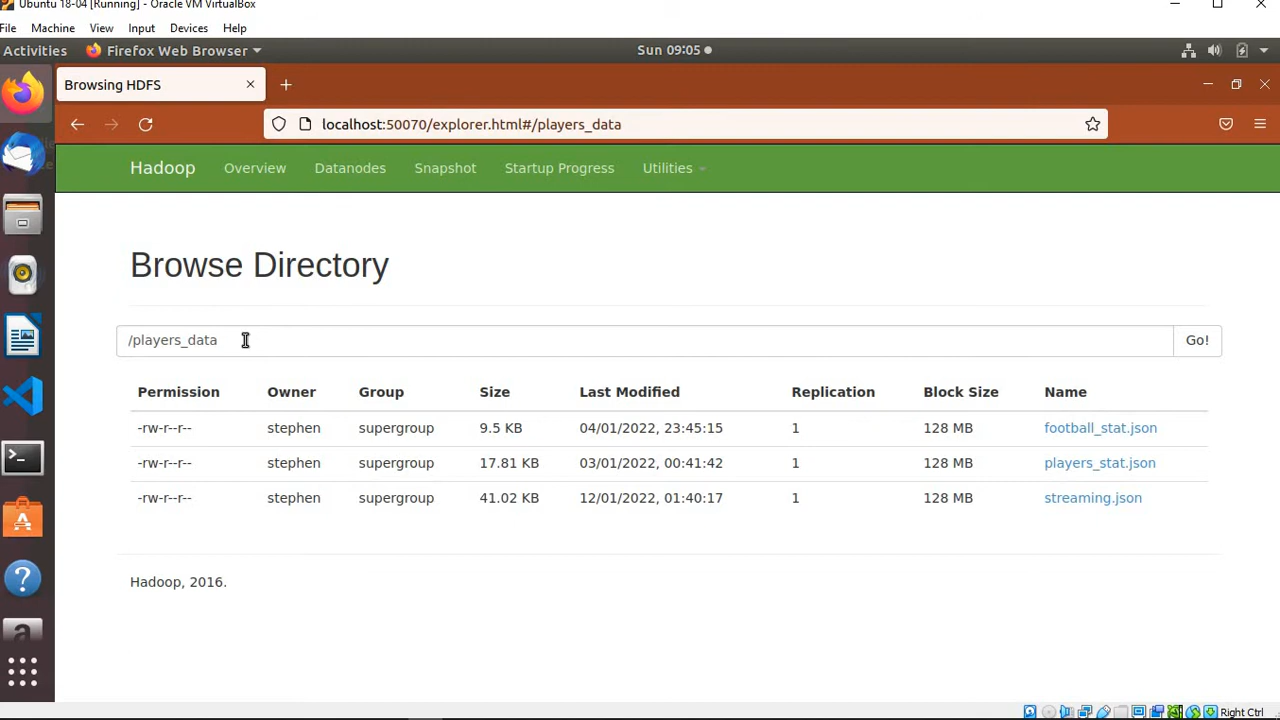 Ubuntu 18-04 [Running] - Oracle VM VirtualBox
File Machine View Input Devices Help
Activities Firefox Web Browser Sun 09:05
Browsing HDFS
localhost:50070/explorer.html#/players_data
Hadoop Overview Datanodes Snapshot Startup Progress Utilities
Browse Directory
/players_data Go!
Permission Owner Group Size Last Modified Replication Block Size Name
-rw-r--r-- stephen supergroup 9.5 KB 04/01/2022, 23:45:15 1 128 MB football_stat.json
-rw-r--r-- stephen supergroup 17.81 KB 03/01/2022, 00:41:42 1 128 MB players_stat.json
-rw-r--r-- stephen supergroup 41.02 KB 12/01/2022, 01:40:17 1 128 MB streaming.json
Hadoop, 2016.
Right Ctrl